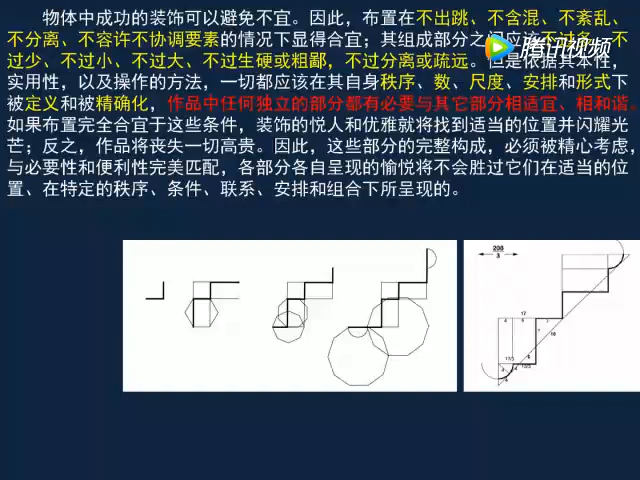 物体中成功的装饰可以避免不宜。因此，布置在不出跳、不含混、不紊乱、
不分离、不容许不协调要素的情况下显得合宜；其组成部分之间应该不过多、不
腾讯视频
过少、不过小、不过大、不过生硬或粗鄙，不过分离或疏远。但是依据其本性，
实用性，以及操作的方法，一切都应该在其自身秩序、数、尺度、安排和形式下
被定义和被精确化，作品中任何独立的部分都有必要与其它部分相适宜、相和谐。
如果布置完全合宜于这些条件，装饰的悦人和优雅就将找到适当的位置并闪耀光
芒；反之，作品将丧失一切高贵。因此，这些部分的完整构成，必须被精心考虑，
与必要性和便利性完美匹配，各部分各自呈现的愉悦将不会胜过它们在适当的位
置、在特定的秩序、条件、联系、安排和组合下所呈现的。
208
3
17